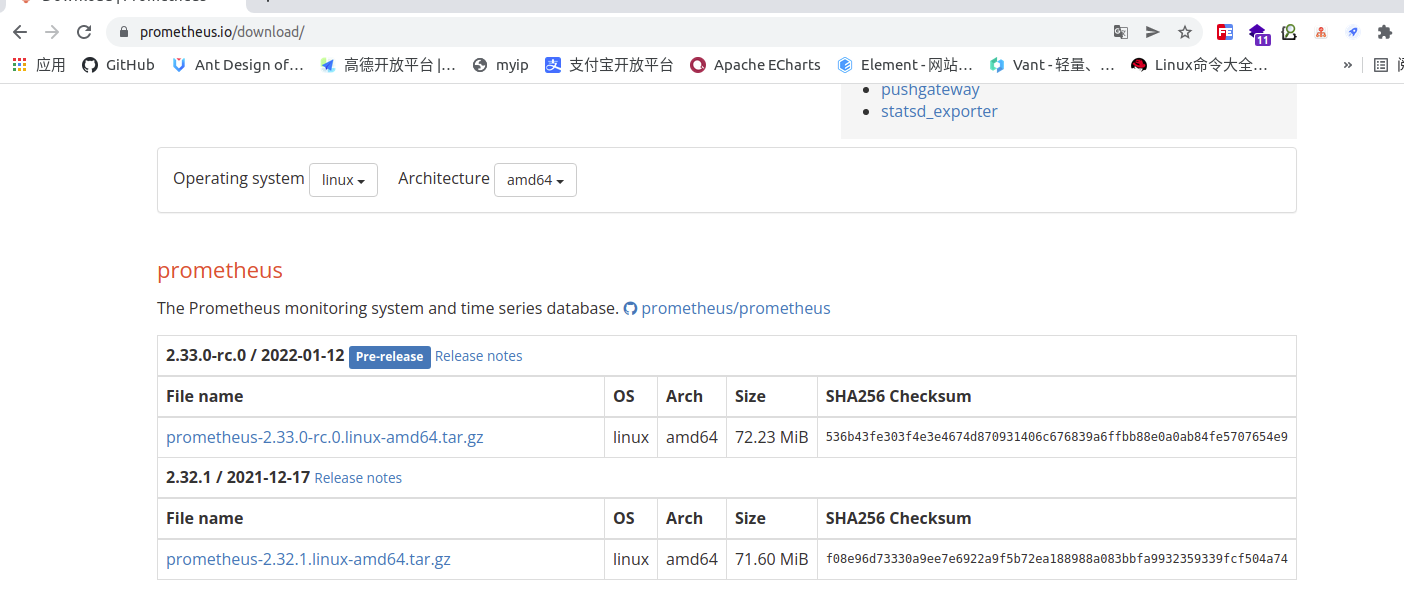 prometheus.io/download/
11
应用 GitHub Ant Design of... 高德开放平台 |... myip 支付宝开放平台 Apache ECharts Element - 网站... Vant - 轻量、... Linux命令大全... »
pushgateway
statsd_exporter
Operating system linux Architecture amd64
prometheus
The Prometheus monitoring system and time series database. prometheus/prometheus
2.33.0-rc.0 / 2022-01-12 Pre-release Release notes
File name OS Arch Size SHA256 Checksum
prometheus-2.33.0-rc.0.linux-amd64.tar.gz linux amd64 72.23 MiB 536b43fe303f4e3e4674d870931406c676839a6ffbb88e0a0ab84fe5707654e9
2.32.1 / 2021-12-17 Release notes
File name OS Arch Size SHA256 Checksum
prometheus-2.32.1.linux-amd64.tar.gz linux amd64 71.60 MiB f08e96d73330a9ee7e6922a9f5b72ea188988a083bbfa9932359339fcf504a74